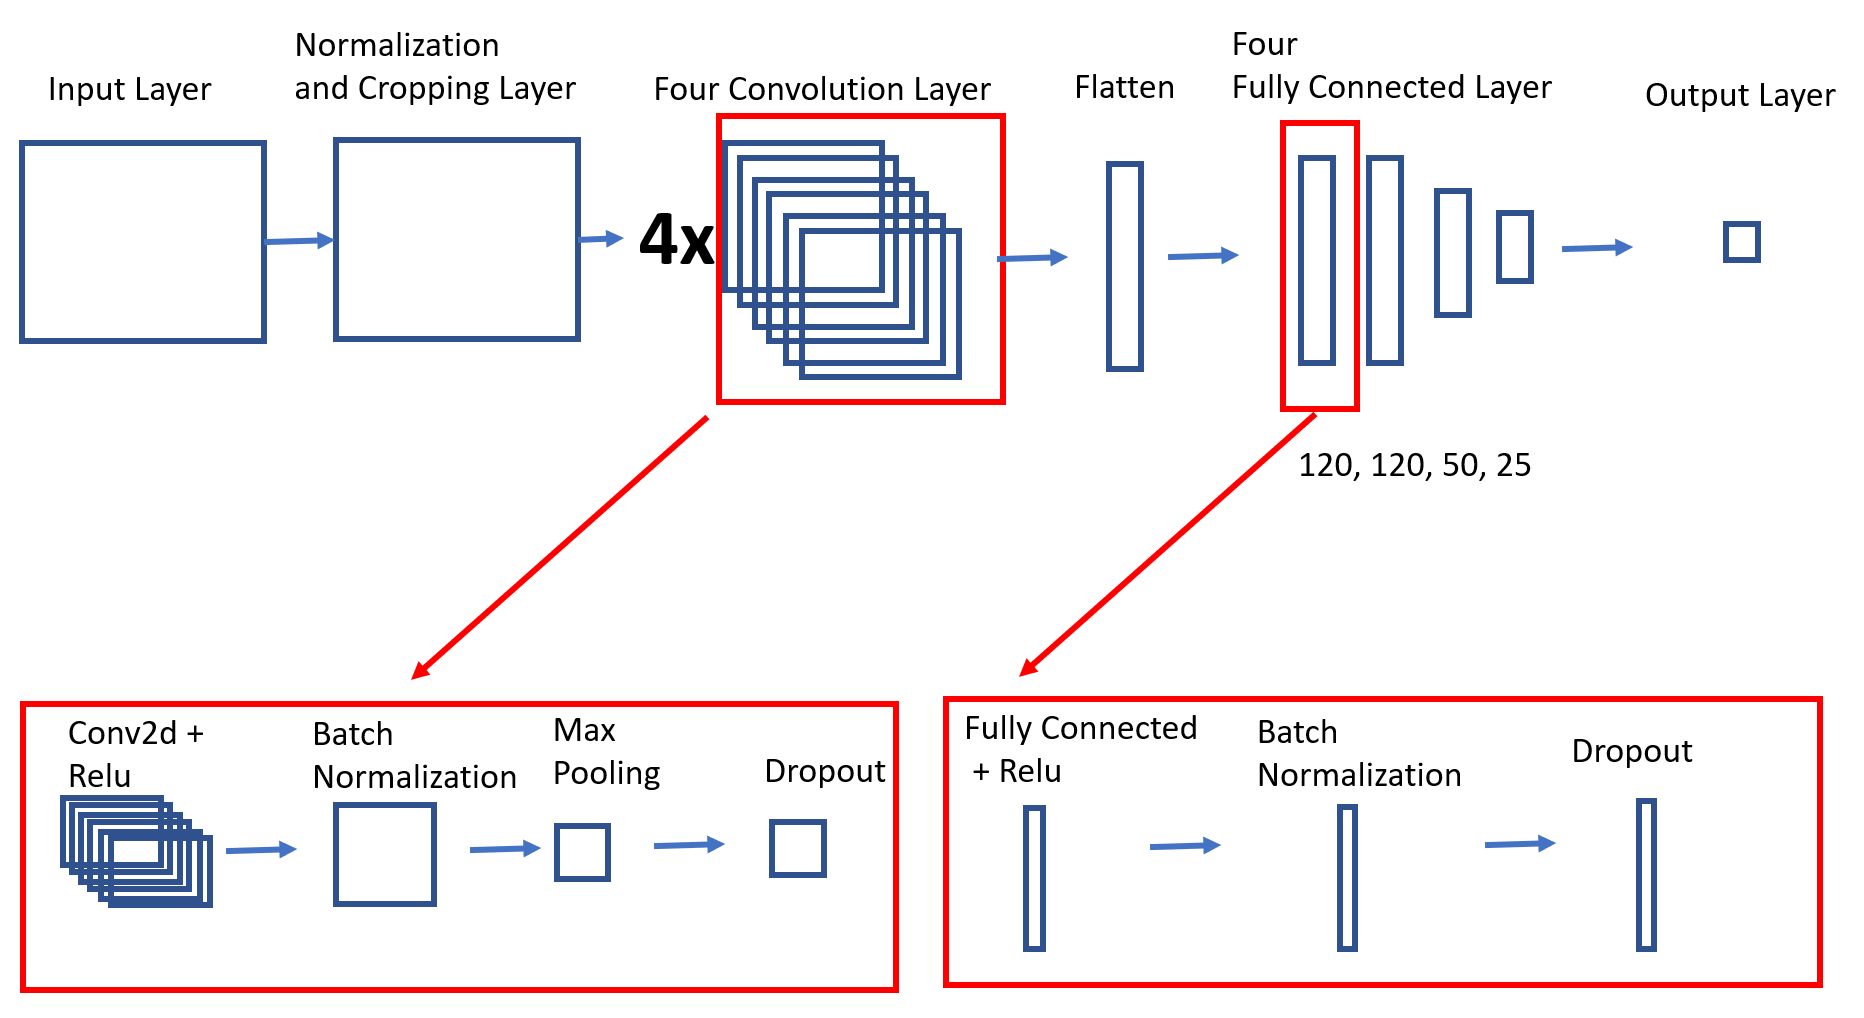 Input Layer
Normalization
and Cropping Layer
Four Convolution Layer
Flatten
Four
Fully Connected Layer
Output Layer
4x
120, 120, 50, 25
Conv2d +
Relu
Batch
Normalization
Max
Pooling
Dropout
Fully Connected
+ Relu
Batch
Normalization
Dropout